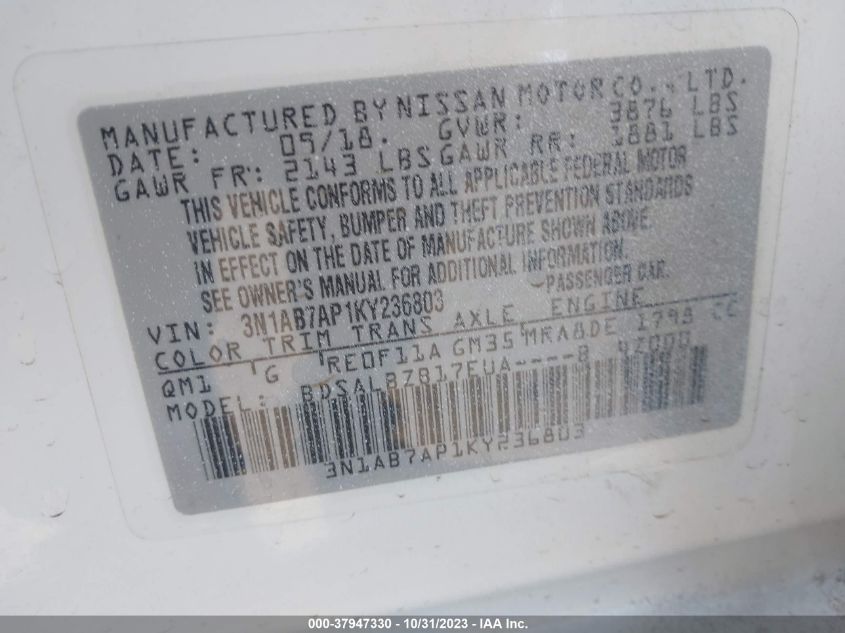 MANUFACTURED BY NISSAN MOTOR CO., LTD.
DATE: 05/18. GVWR: 3876 LBS
GAWR FR: 2143 LBS GAWR RR: 1881 LBS
THIS VEHICLE CONFORMS TO ALL APPLICABLE FEDERAL MOTOR
VEHICLE SAFETY, BUMPER AND THEFT PREVENTION STANDARDS
IN EFFECT ON THE DATE OF MANUFACTURE SHOWN ABOVE.
SEE OWNER'S MANUAL FOR ADDITIONAL INFORMATION.
VIN: 3N1AB7AP1KY236803 PASSENGER CAR.
COLOR TRIM TRANS AXLE ENGINE
QM1 G RE0F11A GM35 MRA8DE 1798 CC
MODEL: BDSALBZB17EUA----B
3N1AB7AP1KY236803
000-37947330 - 10/31/2023 - IAAI Inc.